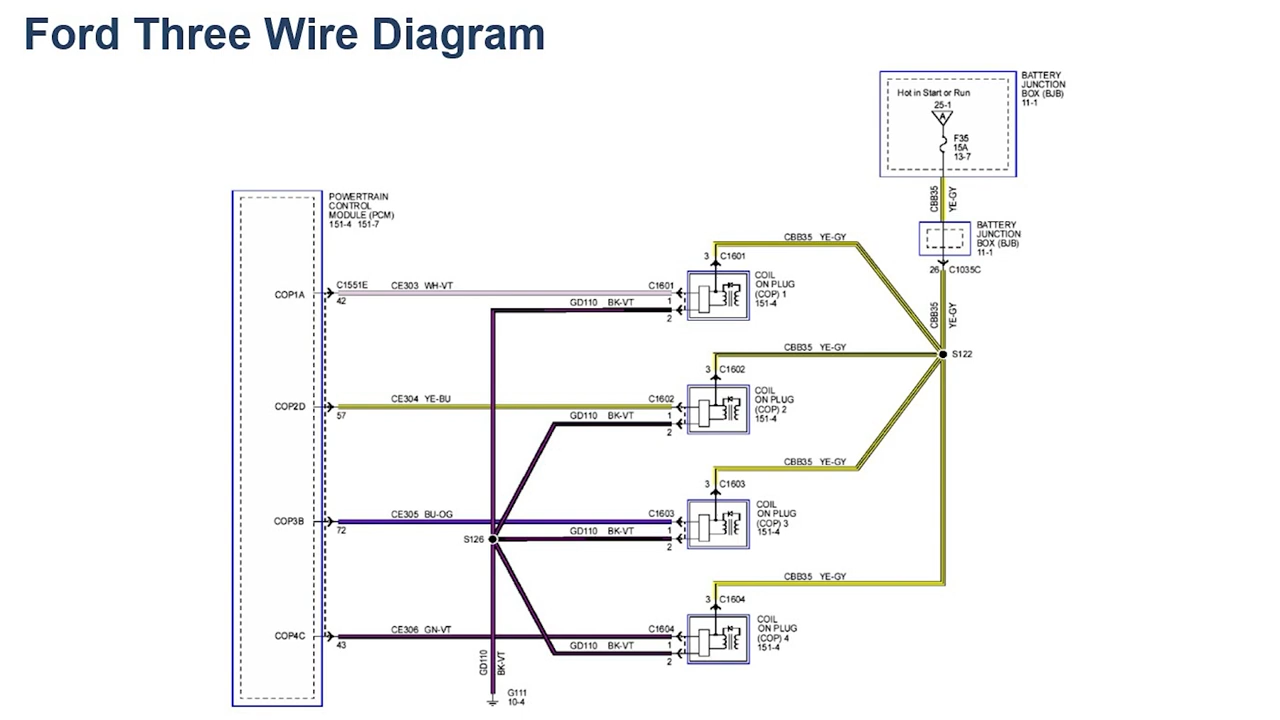 Ford Three Wire Diagram
BATTERY
JUNCTION
BOX (BJB)
11-1
Hot in Start or Run
25-1
A
F35
15A
13-7
CBB35
YE-GY
BATTERY
JUNCTION
BOX (BJB)
11-1
26
C1035C
CBB35
YE-GY
S122
POWERTRAIN
CONTROL
MODULE (PCM)
151-4 151-7
CBB35 YE-GY
3
C1601
COIL
ON PLUG
(COP) 1
151-4
COP1A
C1551E
42
CE303 WH-VT
C1601
1
GD110 BK-VT
2
CBB35 YE-GY
3
C1602
COIL
ON PLUG
(COP) 2
151-4
COP2D
57
CE304 YE-BU
C1602
1
GD110 BK-VT
2
CBB35 YE-GY
3
C1603
COIL
ON PLUG
(COP) 3
151-4
COP3B
72
CE305 BU-OG
C1603
1
S126
GD110 BK-VT
2
CBB35 YE-GY
3
C1604
COIL
ON PLUG
(COP) 4
151-4
COP4C
43
CE306 GN-VT
C1604
1
GD110 BK-VT
2
GD110
BK-VT
G111
10-4